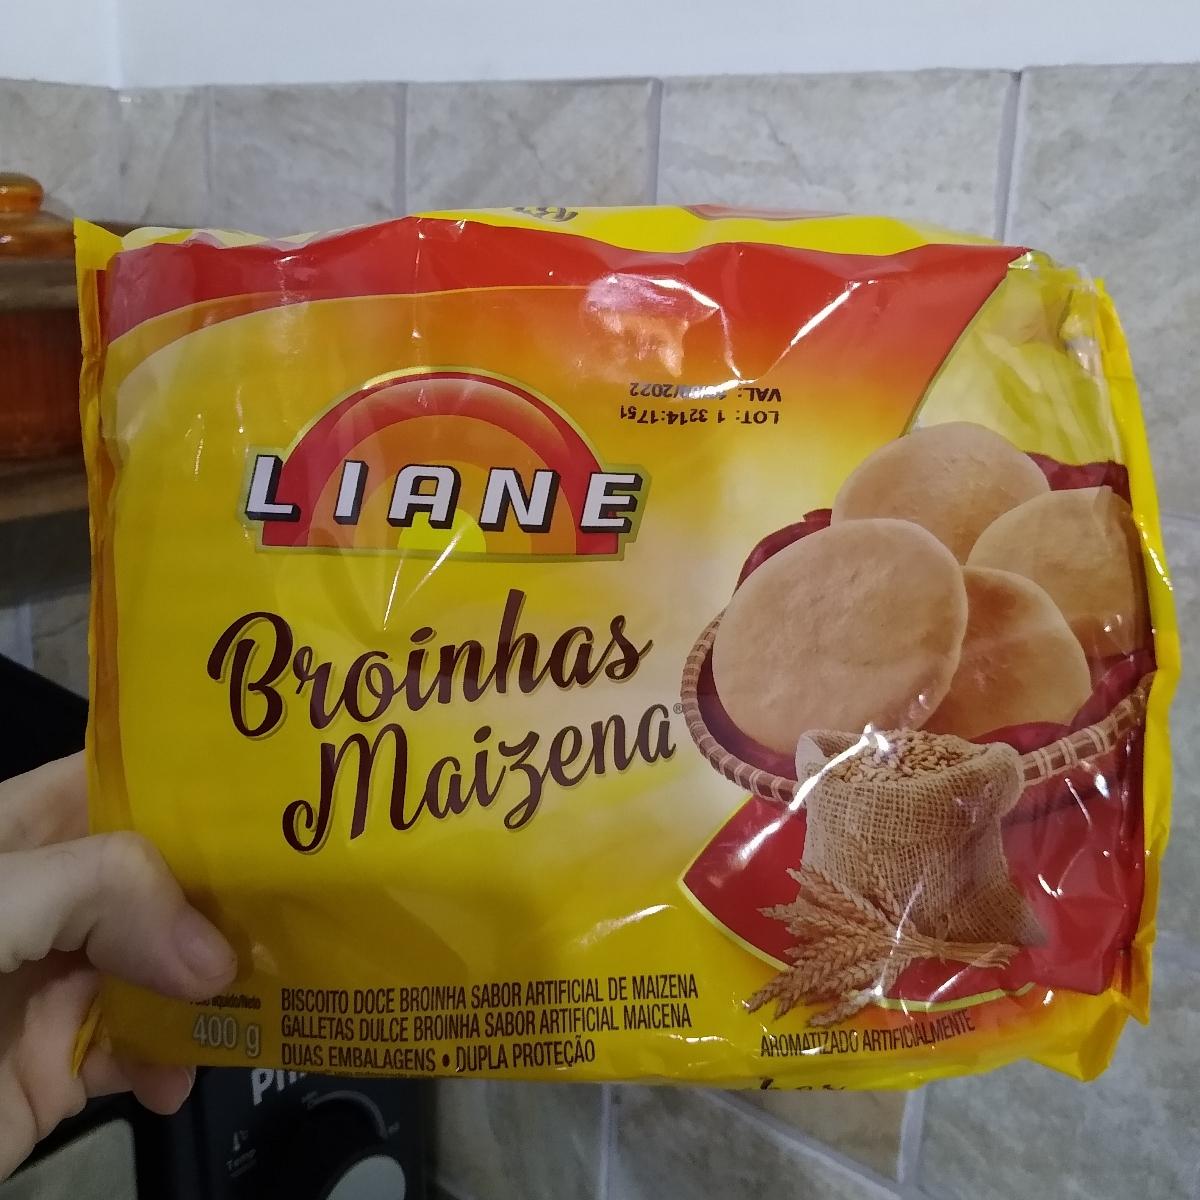 VAL:
LOT: 1 3214:1751
LIANE
Broinhas
Maizena®
400 g
BISCOITO DOCE BROINHA SABOR ARTIFICIAL DE MAIZENA
GALLETAS DULCE BROINHA SABOR ARTIFICIAL MAICENA
DUAS EMBALAGENS • DUPLA PROTEÇÃO
AROMATIZADO ARTIFICIALMENTE
Temp